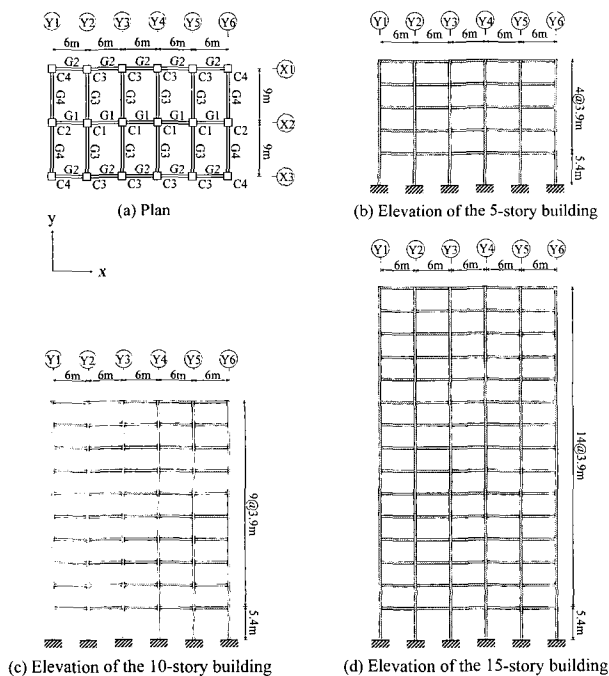 Y1 Y2 Y3 Y4 Y5 Y6
6m 6m 6m 6m 6m
G2 G2 G2 G2 G2 X1
C4 C3 C3 C3 C3 C4
G4 G3 G3 G3 G3 G4 9m
G1 G1 G1 G1 G1 X2
C2 C1 C1 C1 C1 C2
G4 G3 G3 G3 G3 G4 9m
G2 G2 G2 G2 G2 X3
C4 C3 C3 C3 C3 C4
(a) Plan
y
x
Y1 Y2 Y3 Y4 Y5 Y6
6m 6m 6m 6m 6m
4@3.9m
5.4m
(b) Elevation of the 5-story building
Y1 Y2 Y3 Y4 Y5 Y6
6m 6m 6m 6m 6m
9@3.9m
5.4m
(c) Elevation of the 10-story building
Y1 Y2 Y3 Y4 Y5 Y6
6m 6m 6m 6m 6m
14@3.9m
5.4m
(d) Elevation of the 15-story building